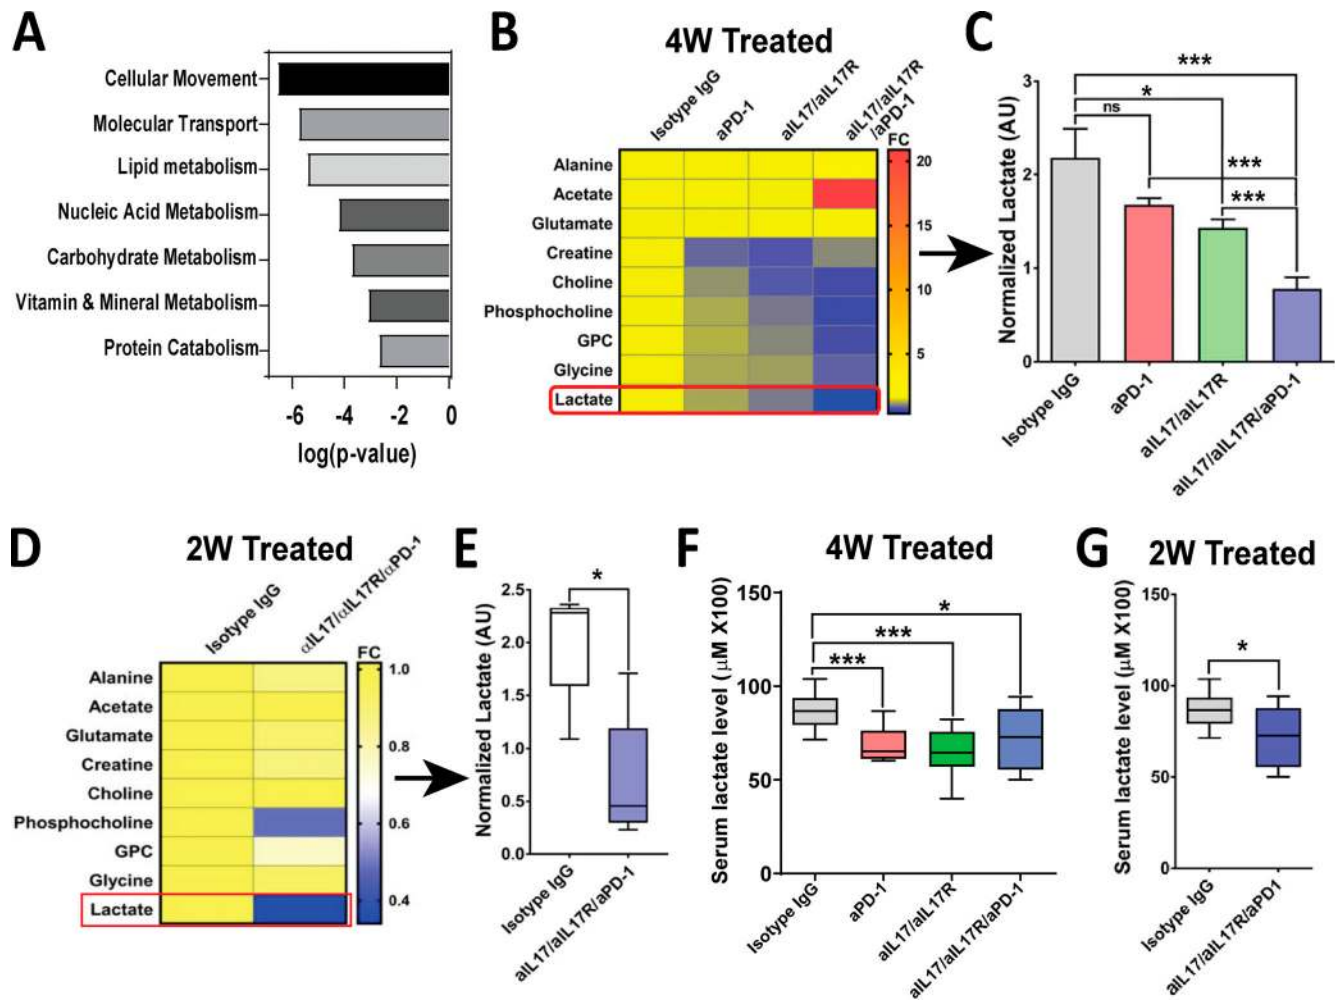 A
Cellular Movement
Molecular Transport
Lipid metabolism
Nucleic Acid Metabolism
Carbohydrate Metabolism
Vitamin & Mineral Metabolism
Protein Catabolism
-6 -4 -2 0
log(p-value)
B
4W Treated
Isotype IgG
aPD-1
aIL17/aIL17R
aIL17/aIL17R
/aPD-1
FC
20
15
10
5
Alanine
Acetate
Glutamate
Creatine
Choline
Phosphocholine
GPC
Glycine
Lactate
C
Normalized Lactate (AU)
3
2
1
0
***
*
ns
***
***
Isotype IgG
aPD-1
aIL17/aIL17R
aIL17/aIL17R/aPD-1
D
2W Treated
Isotype IgG
αIL17/αIL17R/αPD-1
FC
1.0
0.8
0.6
0.4
Alanine
Acetate
Glutamate
Creatine
Choline
Phosphocholine
GPC
Glycine
Lactate
E
Normalized Lactate (AU)
2.5
2.0
1.5
1.0
0.5
0.0
*
Isotype IgG
aIL17/aIL17R/aPD-1
F
4W Treated
Serum lactate level (μM X100)
150
100
50
0
*
***
***
Isotype IgG
aPD-1
aIL17/aIL17R
aIL17/aIL17R/aPD-1
G
2W Treated
Serum lactate level (μM X100)
150
100
50
0
*
Isotype IgG
aIL17/aIL17R/aPD1